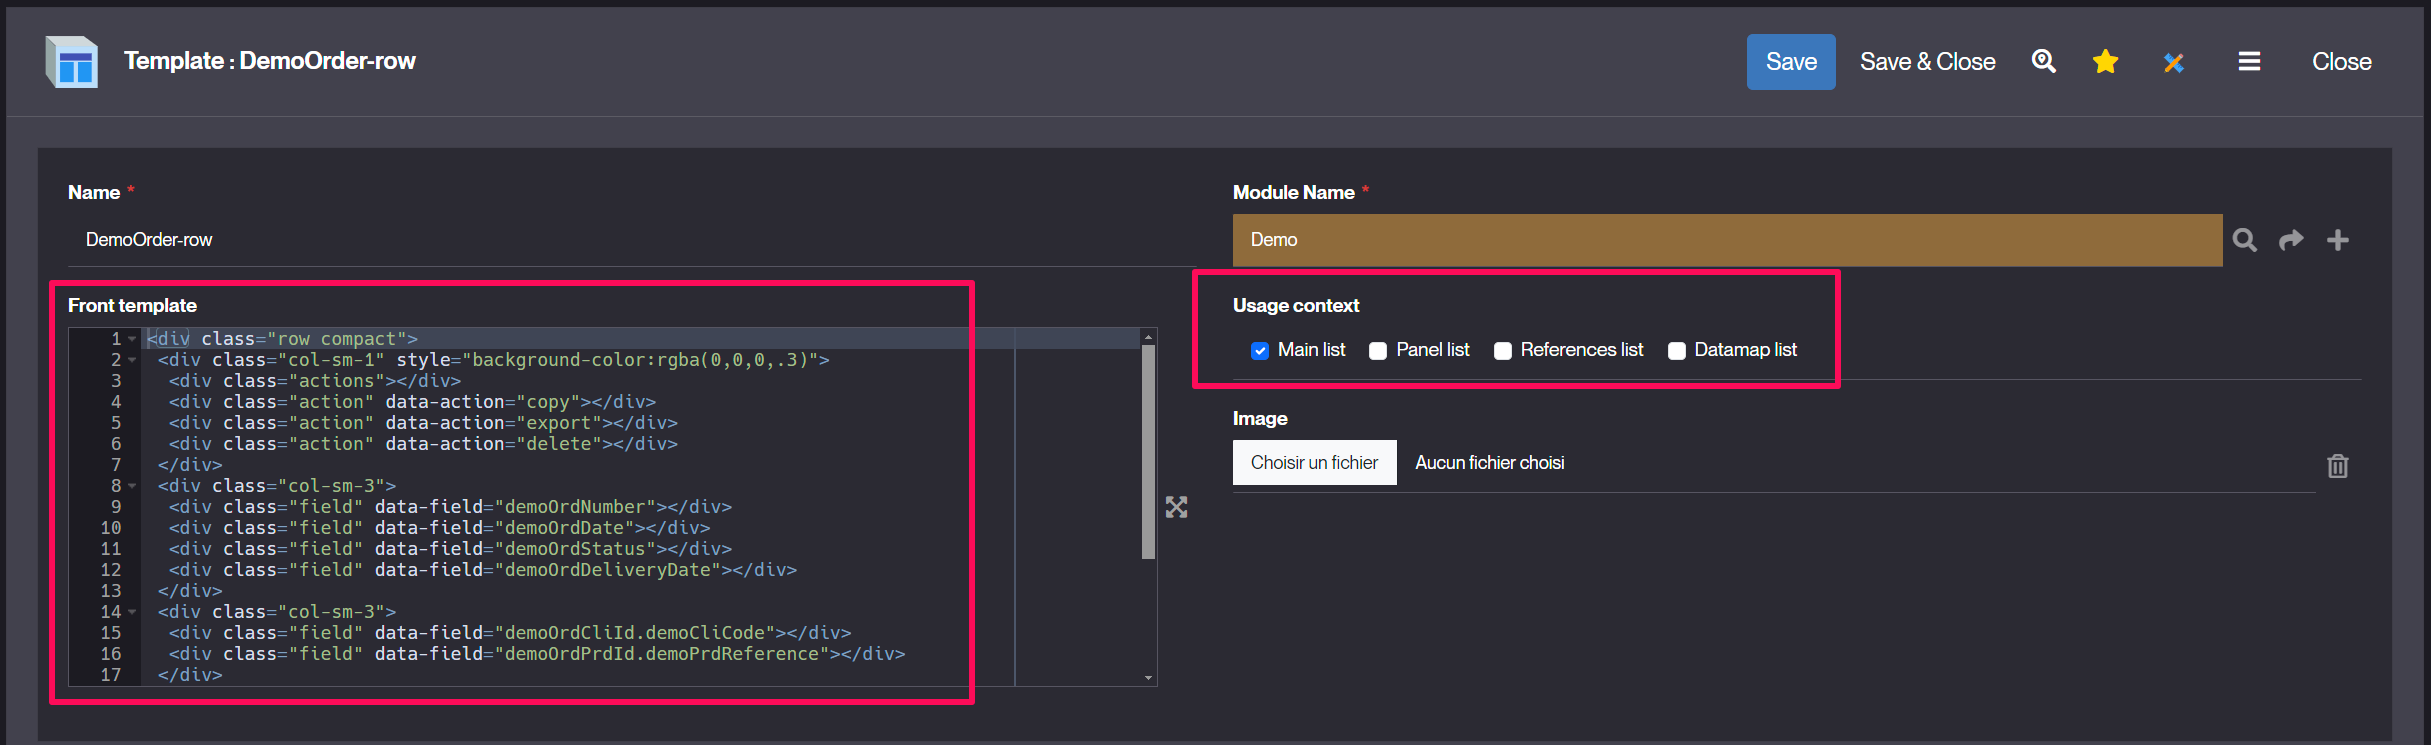 Template : DemoOrder-row
Save
Save & Close
Close
Name *
DemoOrder-row
Module Name *
Demo
Front template
1 <div class="row compact">
2 <div class="col-sm-1" style="background-color:rgba(0,0,0,.3)">
3 <div class="actions"></div>
4 <div class="action" data-action="copy"></div>
5 <div class="action" data-action="export"></div>
6 <div class="action" data-action="delete"></div>
7 </div>
8 <div class="col-sm-3">
9 <div class="field" data-field="demoOrdNumber"></div>
10 <div class="field" data-field="demoOrdDate"></div>
11 <div class="field" data-field="demoOrdStatus"></div>
12 <div class="field" data-field="demoOrdDeliveryDate"></div>
13 </div>
14 <div class="col-sm-3">
15 <div class="field" data-field="demoOrdCliId.demoCliCode"></div>
16 <div class="field" data-field="demoOrdPrdId.demoPrdReference"></div>
17 </div>
Usage context
Main list
Panel list
References list
Datamap list
Image
Choisir un fichier
Aucun fichier choisi